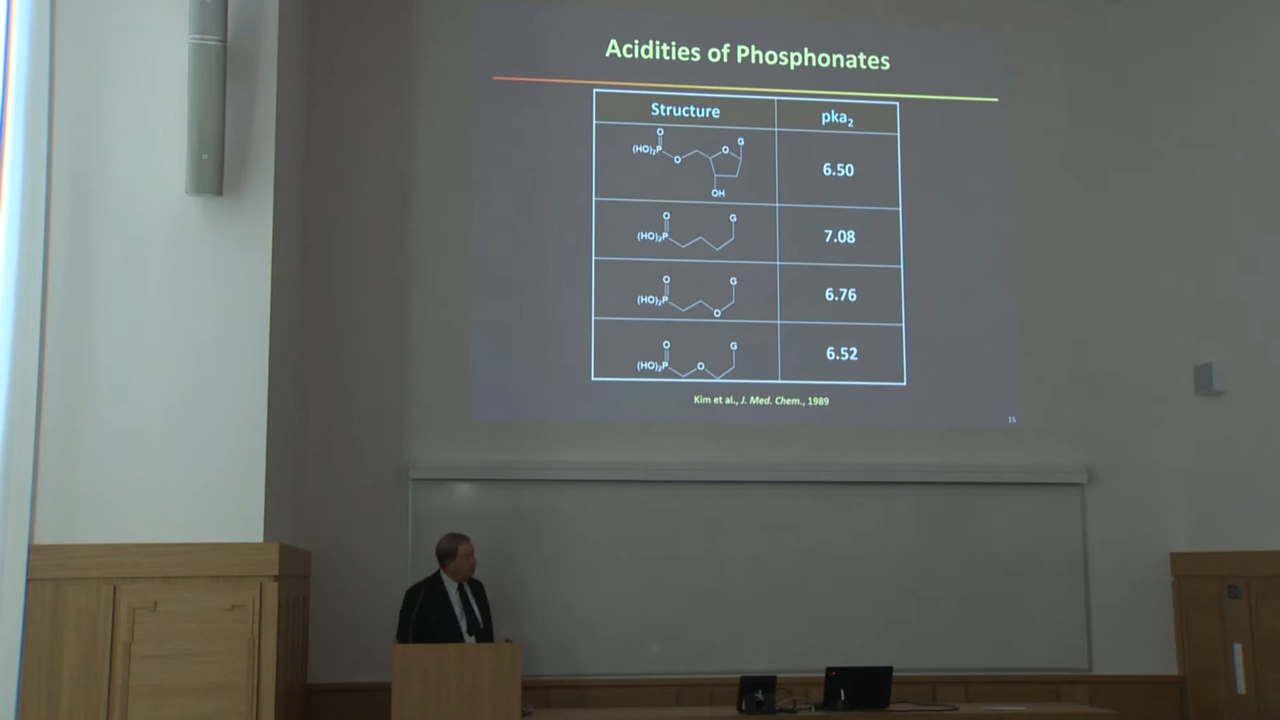 Acidities of Phosphonates
Structure pka₂
(HO)₂P O O O G OH 6.50
(HO)₂P O G 7.08
(HO)₂P O O G 6.76
(HO)₂P O O G 6.52
Kim et al., J. Med. Chem., 1989
15